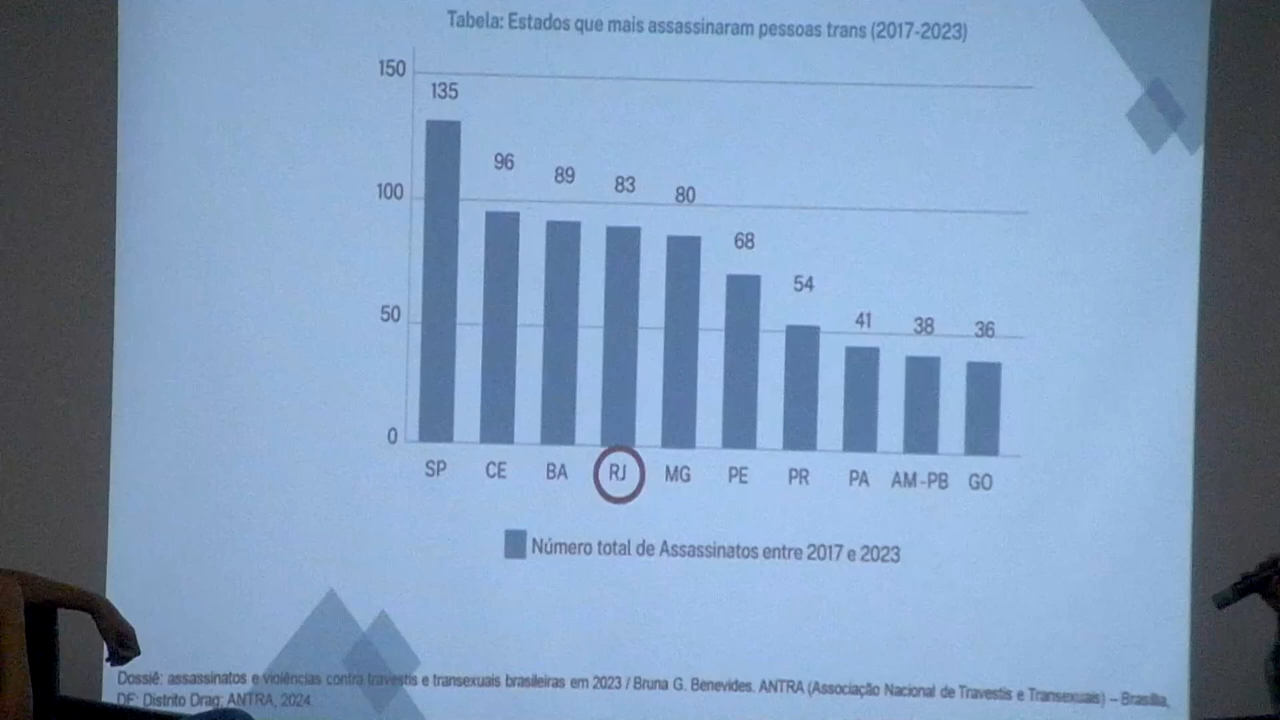 Tabela: Estados que mais assassinaram pessoas trans (2017-2023)
150
135
96
89
83
80
100
68
54
50
41
38
36
0
SP CE BA RJ MG PE PR PA AM-PB GO
Número total de Assassinatos entre 2017 e 2023
Dossiê: assassinatos e violências contra travestis e transexuais brasileiras em 2023 / Bruna G. Benevides. ANTRA (Associação Nacional de Travestis e Transexuais) – Brasília,
DF: Distrito Drag; ANTRA, 2024